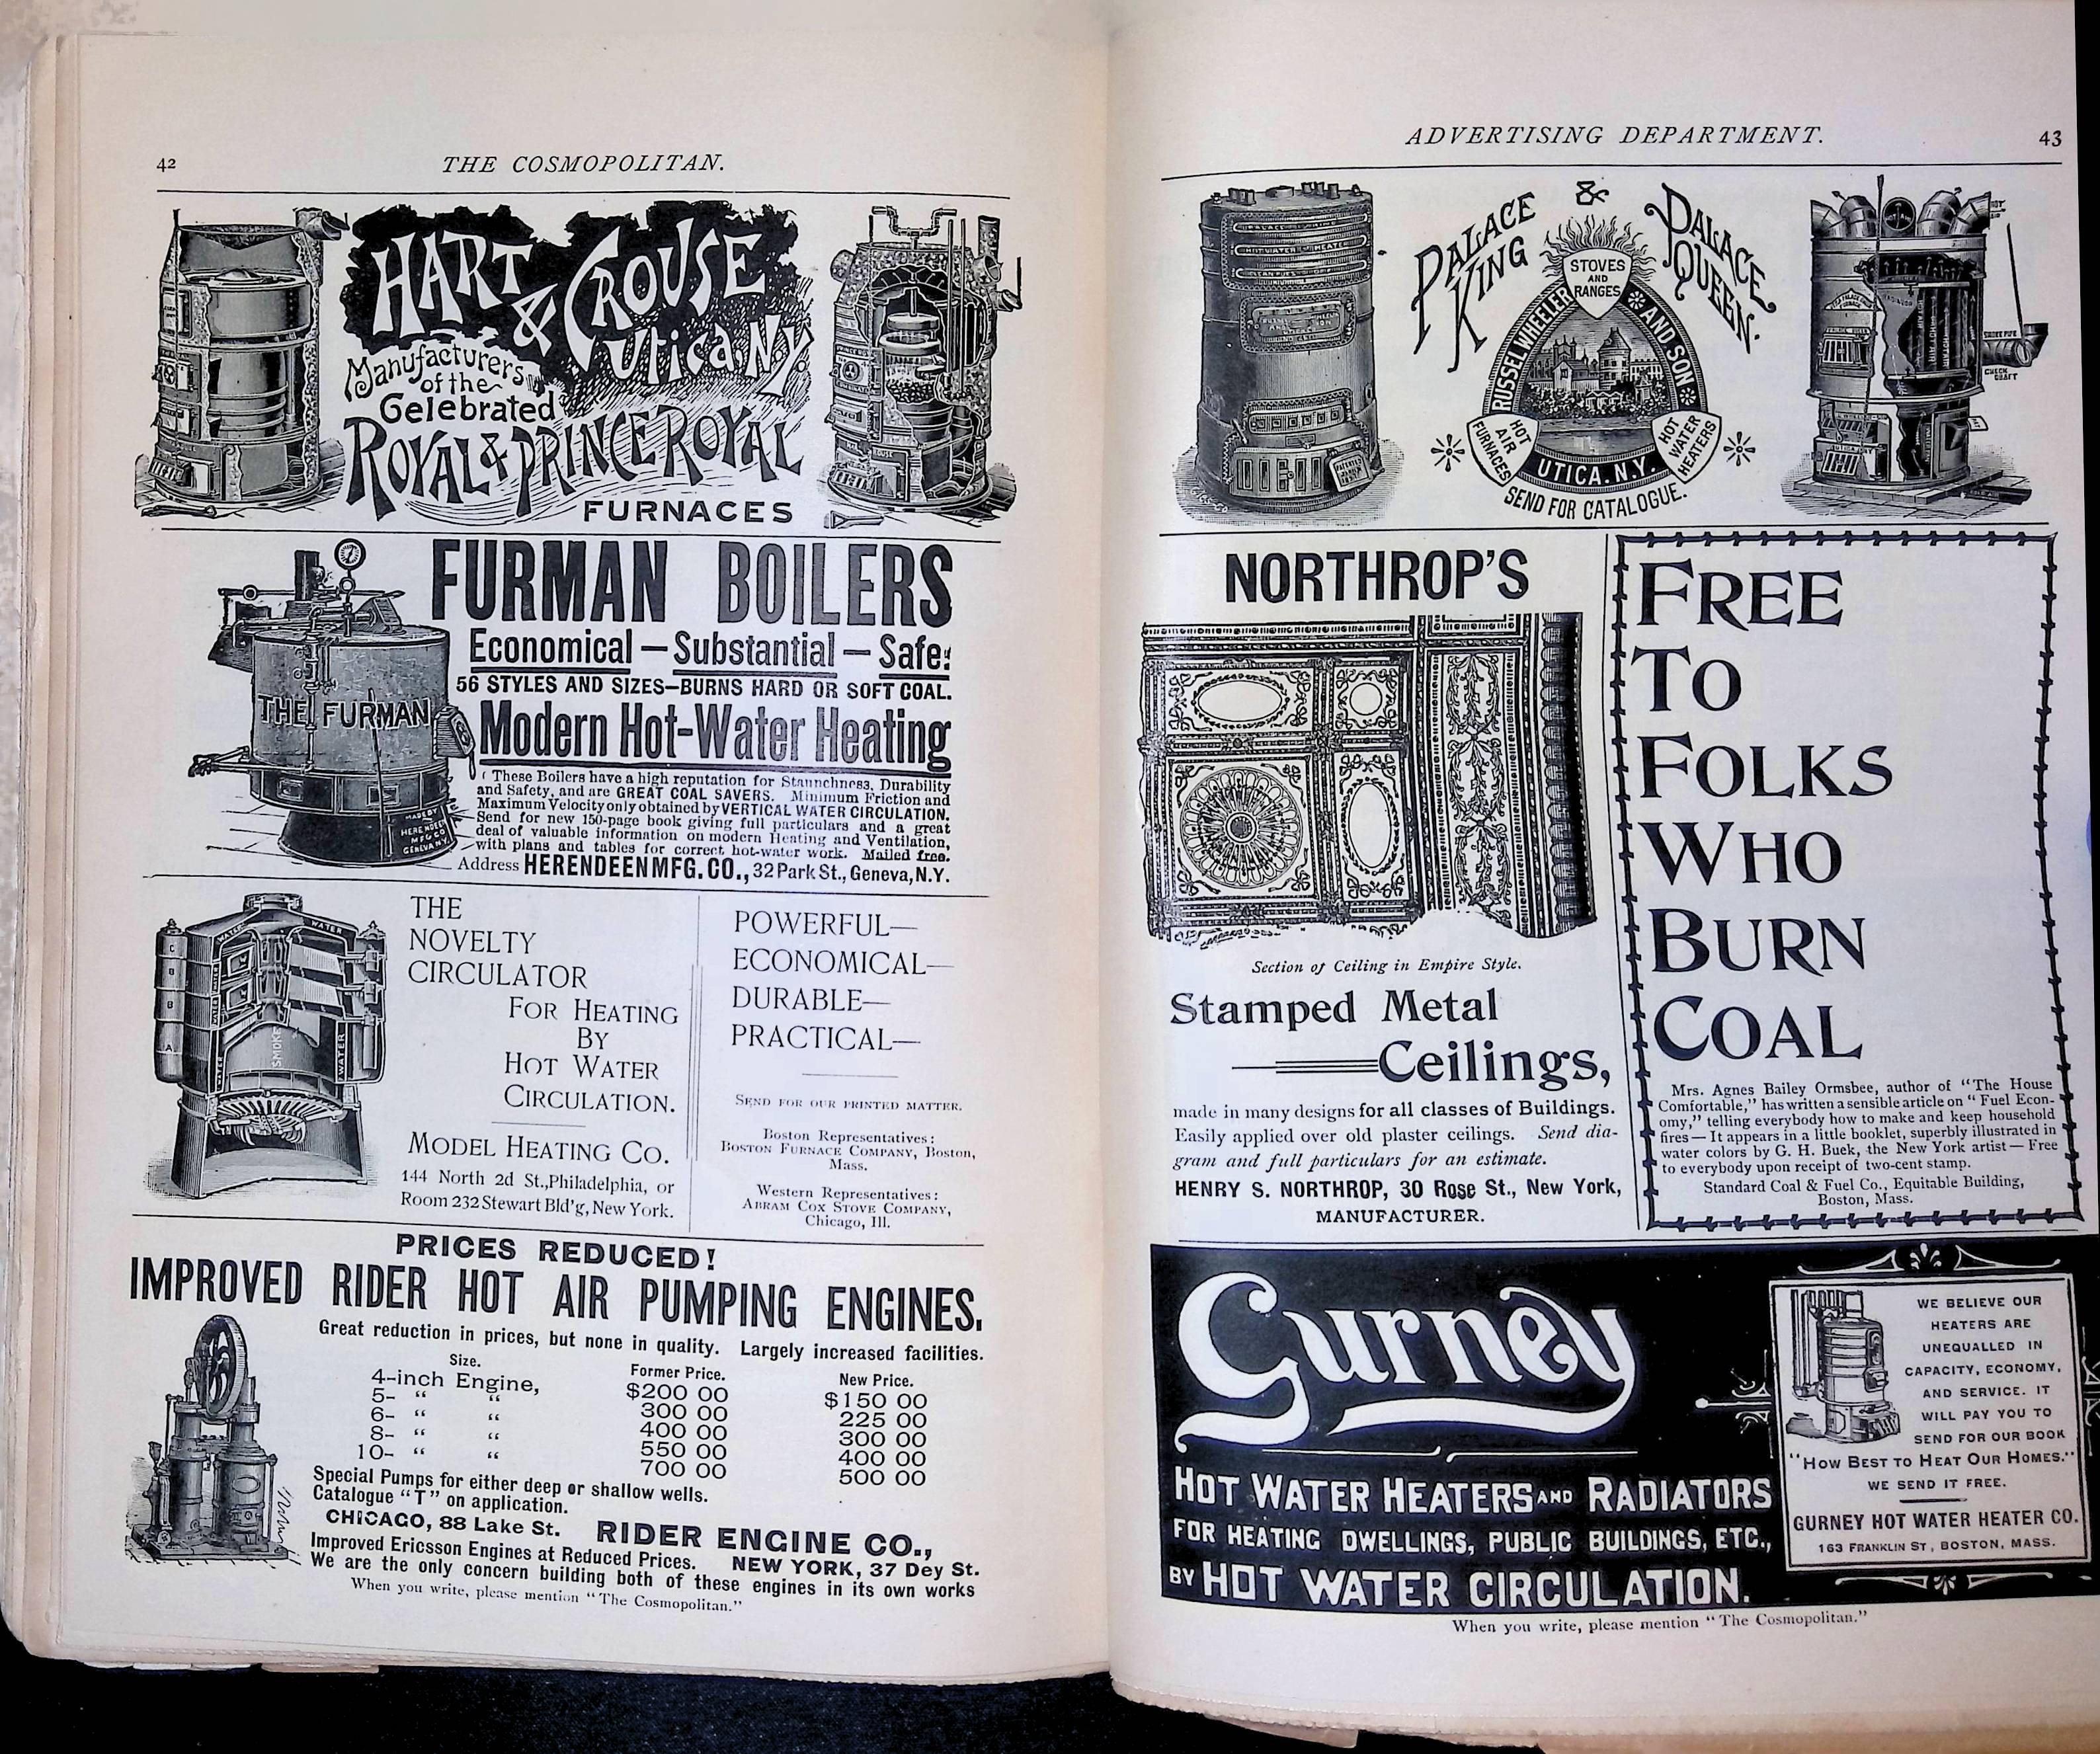 42
THE COSMOPOLITAN.
HART
& CROUSE
Utica.N.Y.
Manufacturers
of the
Celebrated
ROYAL & PRINCE ROYAL
FURNACES
FURMAN BOILERS
Economical — Substantial — Safe!
56 STYLES AND SIZES—BURNS HARD OR SOFT COAL.
Modern Hot-Water Heating
THE FURMAN
These Boilers have a high reputation for Staunchness, Durability
and Safety, and are GREAT COAL SAVERS. Minimum Friction and
Maximum Velocity only obtained by VERTICAL WATER CIRCULATION.
Send for new 150-page book giving full particulars and a great
deal of valuable information on modern Heating and Ventilation,
with plans and tables for correct hot-water work. Mailed free.
Address HERENDEEN MFG. CO., 32 Park St., Geneva, N.Y.
MADE BY
HERENDEEN
MFG CO
GENEVA N.Y.
THE
NOVELTY
CIRCULATOR
FOR HEATING
BY
HOT WATER
CIRCULATION.
MODEL HEATING CO.
144 North 2d St., Philadelphia, or
Room 232 Stewart Bld'g, New York.
WATER
WATER
C
B
B
A
SMOKE
WATER
POWERFUL—
ECONOMICAL—
DURABLE—
PRACTICAL—
SEND FOR OUR PRINTED MATTER.
Boston Representatives:
BOSTON FURNACE COMPANY, Boston,
Mass.
Western Representatives:
ABRAM COX STOVE COMPANY,
Chicago, Ill.
PRICES REDUCED!
IMPROVED RIDER HOT AIR PUMPING ENGINES.
Great reduction in prices, but none in quality. Largely increased facilities.
Size. Former Price. New Price.
4-inch Engine, $200 00 $150 00
5- “ “ 300 00 225 00
6- “ “ 400 00 300 00
8- “ “ 550 00 400 00
10- “ “ 700 00 500 00
Special Pumps for either deep or shallow wells.
Catalogue “T” on application.
CHICAGO, 88 Lake St. RIDER ENGINE CO.,
Improved Ericsson Engines at Reduced Prices. NEW YORK, 37 Dey St.
We are the only concern building both of these engines in its own works
When you write, please mention “The Cosmopolitan.”
ADVERTISING DEPARTMENT.
43
PALACE
KING
&
PALACE
QUEEN.
STOVES
AND
RANGES
RUSSEL WHEELER AND SON
HOT
AIR
FURNACES
HOT
WATER
HEATERS
UTICA. N.Y.
SEND FOR CATALOGUE.
HOT
AIR
SMOKE PIPE
CHECK
DRAFT
NORTHROP'S
Section of Ceiling in Empire Style.
Stamped Metal
Ceilings,
made in many designs for all classes of Buildings.
Easily applied over old plaster ceilings. Send dia-
gram and full particulars for an estimate.
HENRY S. NORTHROP, 30 Rose St., New York,
MANUFACTURER.
FREE
TO
FOLKS
WHO
BURN
COAL
Mrs. Agnes Bailey Ormsbee, author of “The House
Comfortable,” has written a sensible article on “Fuel Econ-
omy,” telling everybody how to make and keep household
fires — It appears in a little booklet, superbly illustrated in
water colors by G. H. Buek, the New York artist — Free
to everybody upon receipt of two-cent stamp.
Standard Coal & Fuel Co., Equitable Building,
Boston, Mass.
Gurney
HOT WATER HEATERS AND RADIATORS
FOR HEATING DWELLINGS, PUBLIC BUILDINGS, ETC.,
BY HOT WATER CIRCULATION.
WE BELIEVE OUR
HEATERS ARE
UNEQUALLED IN
CAPACITY, ECONOMY,
AND SERVICE. IT
WILL PAY YOU TO
SEND FOR OUR BOOK
“HOW BEST TO HEAT OUR HOMES.”
WE SEND IT FREE.
GURNEY HOT WATER HEATER CO.
163 FRANKLIN ST, BOSTON, MASS.
When you write, please mention “The Cosmopolitan.”